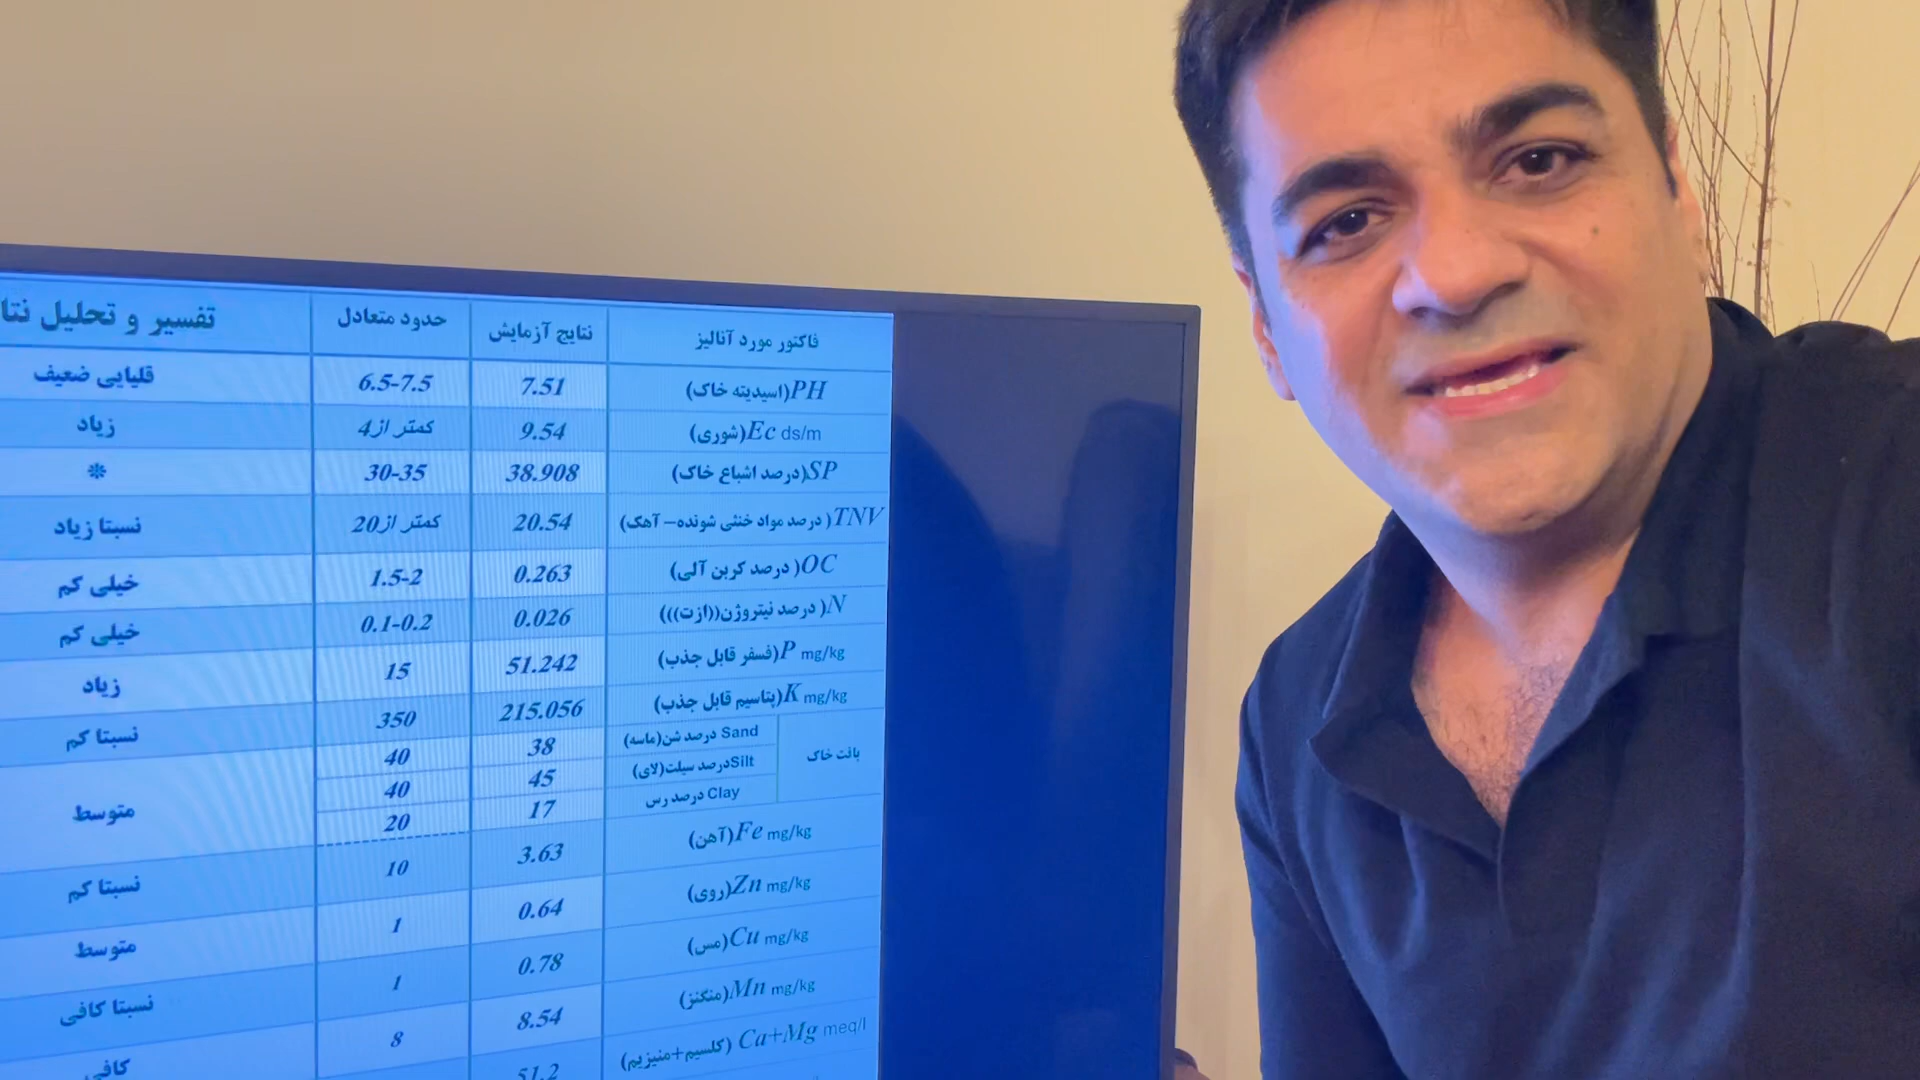 فاکتور مورد آنالیز نتایج آزمایش حدود متعادل تفسیر و تحلیل نتا
PH(اسیدیته خاک) 7.51 6.5-7.5 قلیایی ضعیف
Ec ds/m(شوری) 9.54 کمتر از4 زیاد
SP(درصد اشباع خاک) 38.908 30-35 *
TNV( درصد مواد خنثی شونده– آهک) 20.54 کمتر از20 نسبتا زیاد
OC( درصد کربن آلی) 0.263 1.5-2 خیلی کم
N( درصد نیتروژن((ازت))) 0.026 0.1-0.2 خیلی کم
P mg/kg(فسفر قابل جذب) 51.242 15 زیاد
K mg/kg(پتاسیم قابل جذب) 215.056 350 نسبتا کم
بافت خاک
Sand درصد شن(ماسه) 38 40
Siltدرصد سیلت(لای) 45 40
Clay درصد رس 17 20
متوسط
Fe mg/kg(آهن) 3.63 10 نسبتا کم
Zn mg/kg(روی) 0.64 1 متوسط
Cu mg/kg(مس) 0.78 1 نسبتا کافی
Mn mg/kg(منگنز) 8.54 8 کافی
Ca+Mg meq/l (کلسیم+منیزیم) 51.2